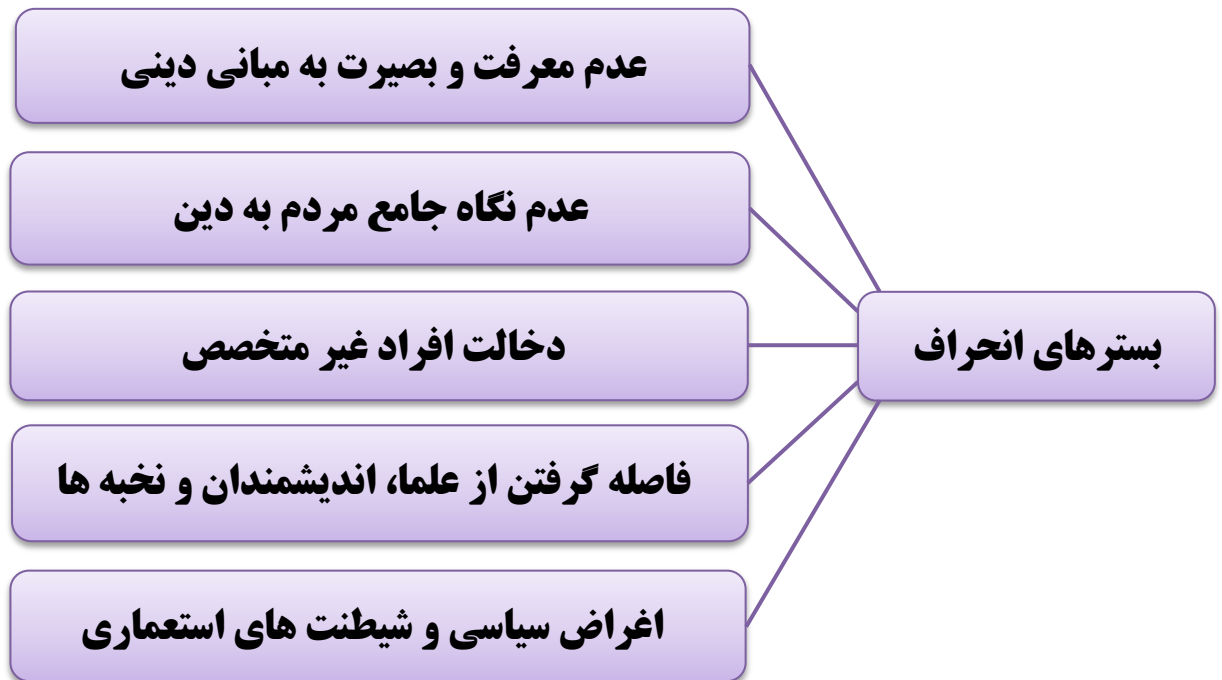 بسترهای انحراف
عدم معرفت و بصیرت به مبانی دینی
عدم نگاه جامع مردم به دین
دخالت افراد غیر متخصص
فاصله گرفتن از علما، اندیشمندان و نخبه ها
اغراض سیاسی و شیطنت های استعماری